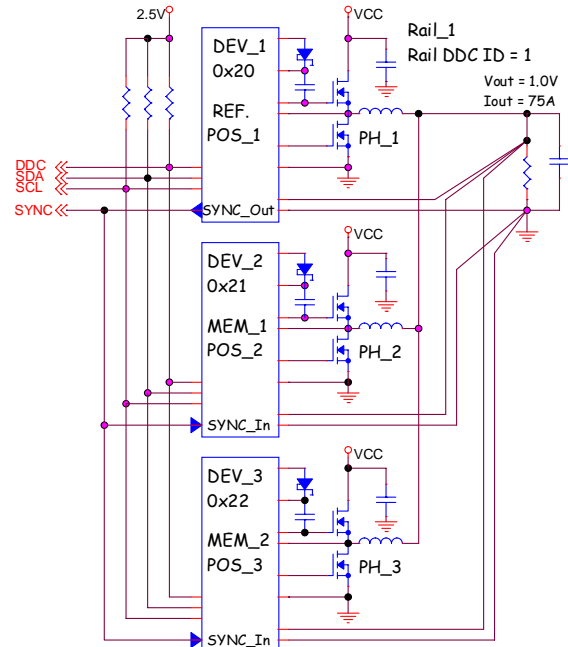 2.5V
VCC
DEV_1
0x20
REF.
POS_1
SYNC_Out
PH_1
Rail_1
Rail DDC ID = 1
Vout = 1.0V
Iout = 75A
DDC
SDA
SCL
SYNC
VCC
DEV_2
0x21
MEM_1
POS_2
SYNC_In
PH_2
VCC
DEV_3
0x22
MEM_2
POS_3
SYNC_In
PH_3